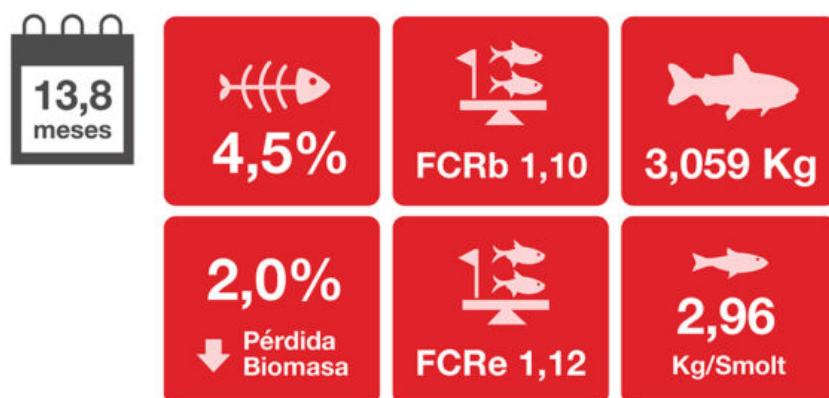 13,8
meses
4,5%
FCRb 1,10
3,059 Kg
2,0%
Pérdida
Biomasa
FCRe 1,12
2,96
Kg/Smolt